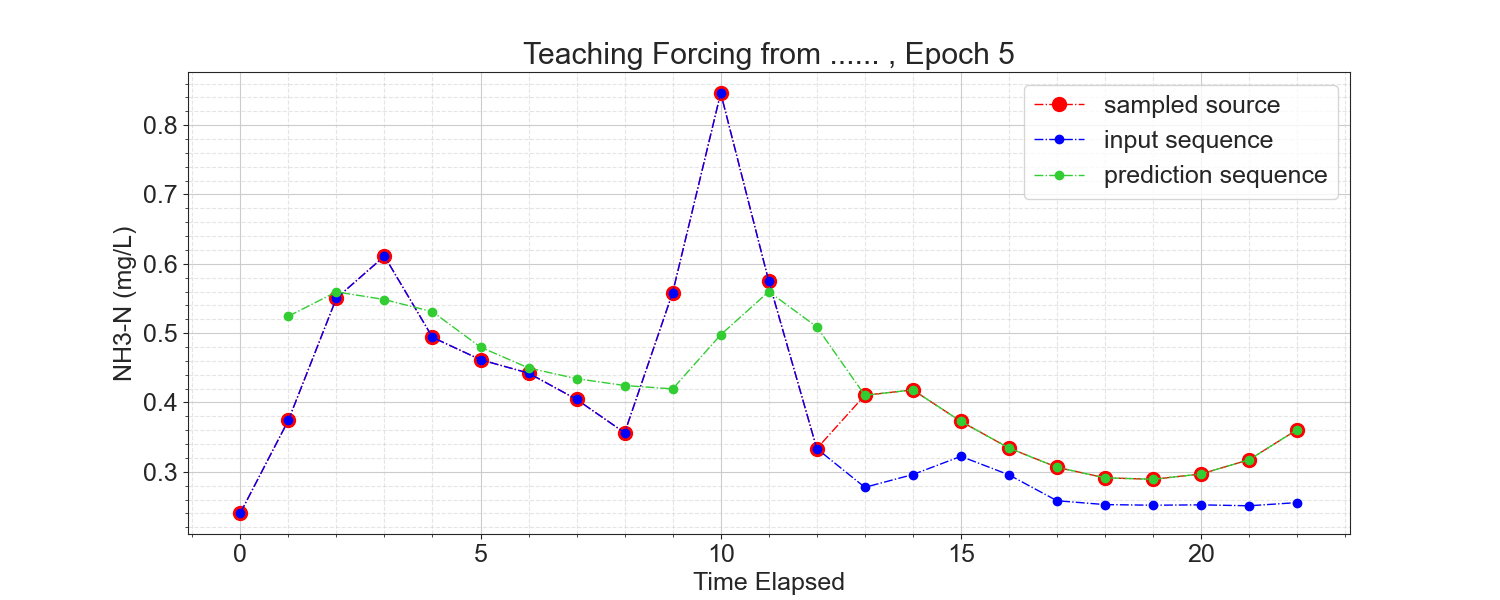 Teaching Forcing from ...... , Epoch 5
sampled source
input sequence
prediction sequence
NH3-N (mg/L)
0.8
0.7
0.6
0.5
0.4
0.3
0 5 10 15 20
Time Elapsed